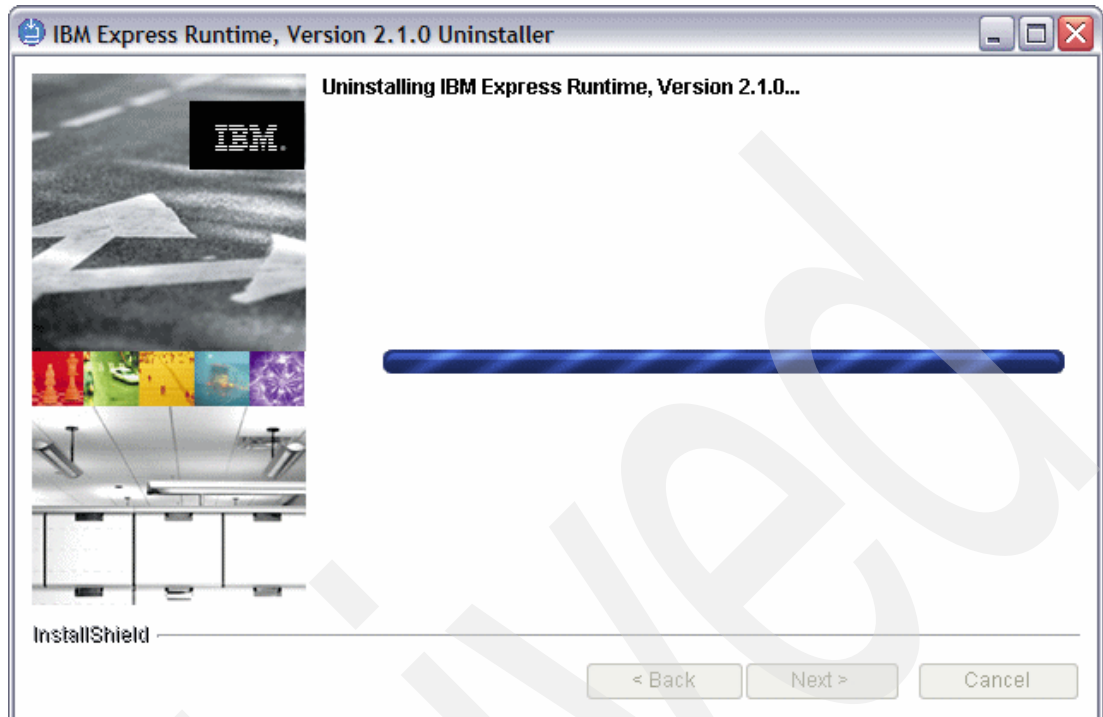 IBM Express Runtime, Version 2.1.0 Uninstaller
Uninstalling IBM Express Runtime, Version 2.1.0...
IBM.
InstallShield
< Back Next > Cancel
ived